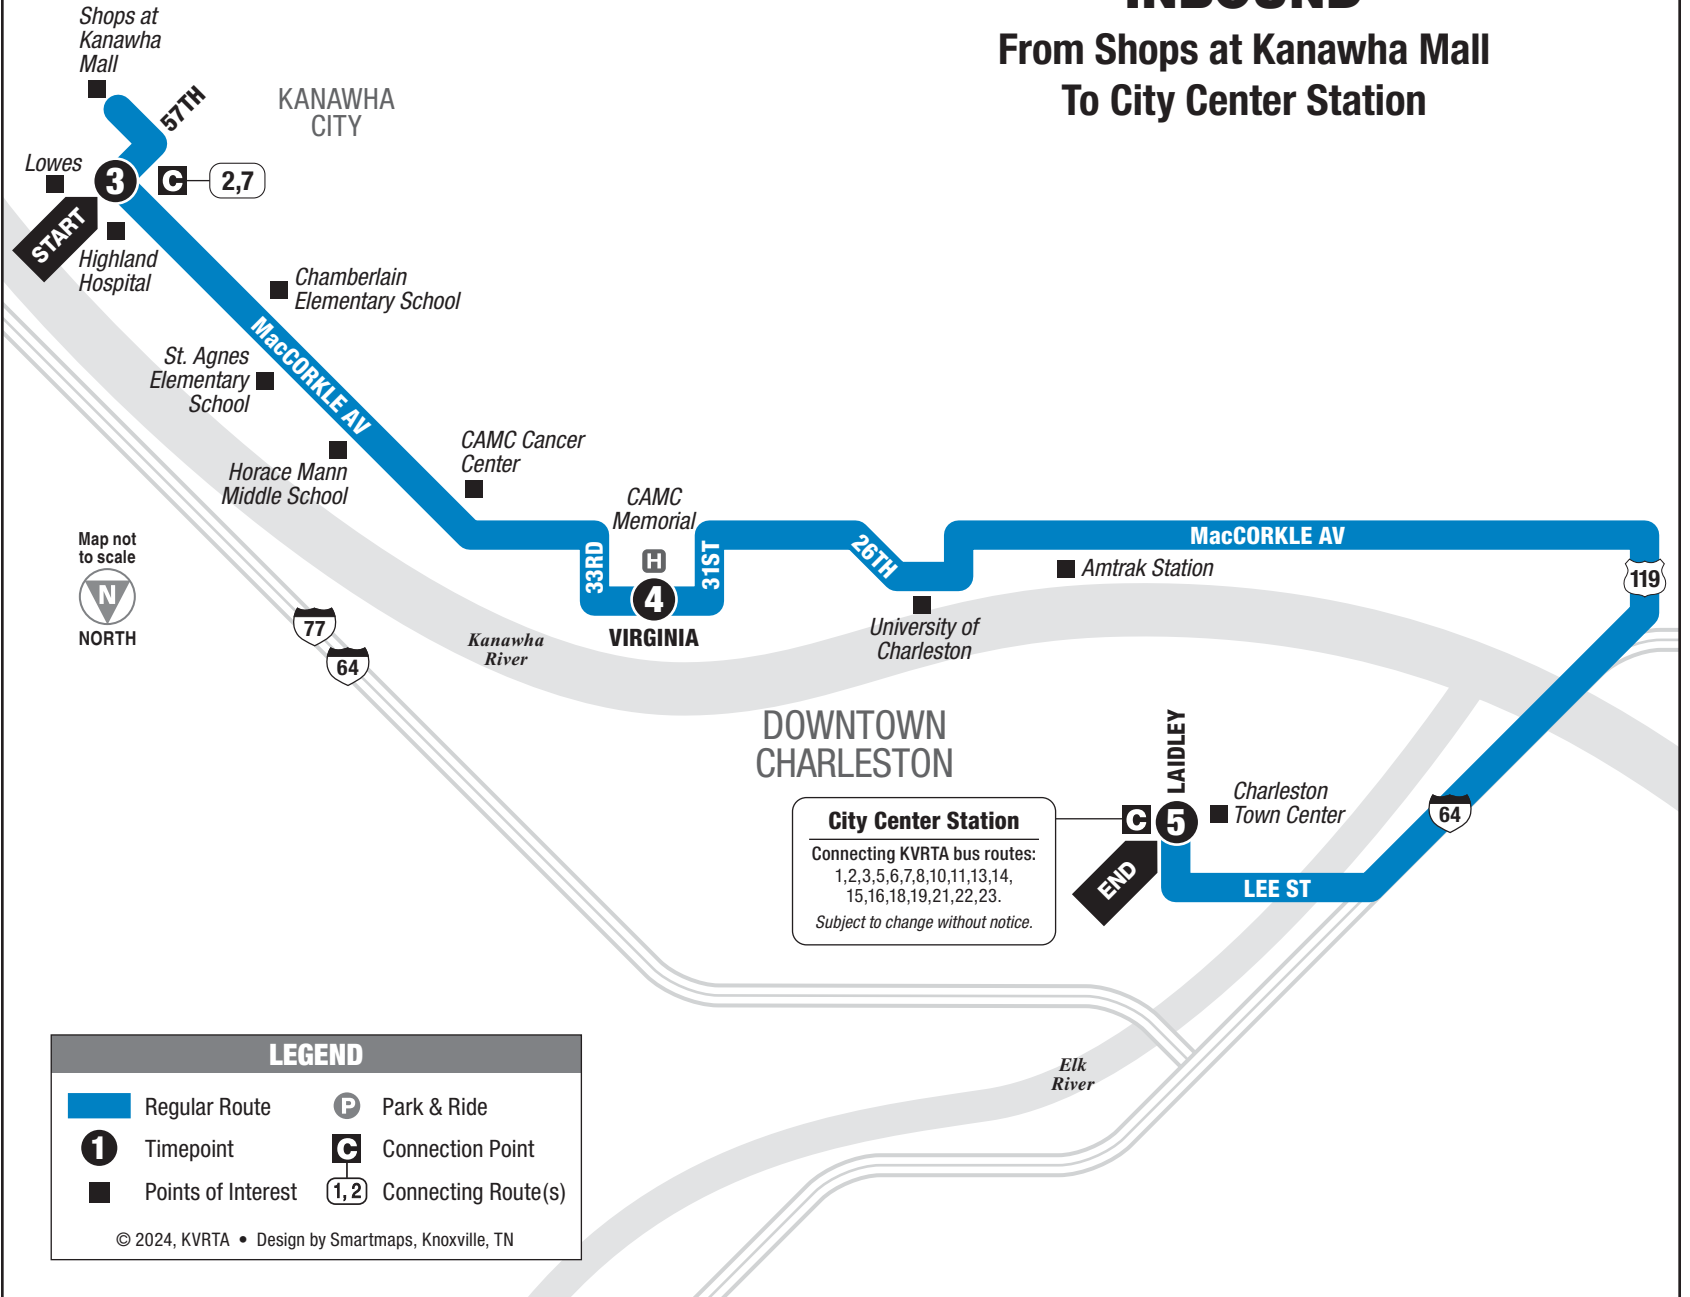 INBOUND
From Shops at Kanawha Mall
To City Center Station
Shops at
Kanawha
Mall
57TH
KANAWHA
CITY
Lowes
3
C
2,7
START
Highland
Hospital
Chamberlain
Elementary School
MacCORKLE AV
St. Agnes
Elementary
School
Horace Mann
Middle School
CAMC Cancer
Center
CAMC
Memorial
H
33RD
31ST
4
VIRGINIA
26TH
University of
Charleston
MacCORKLE AV
Amtrak Station
119
Map not
to scale
N
NORTH
77
64
Kanawha
River
DOWNTOWN
CHARLESTON
LAIDLEY
Charleston
Town Center
C
5
64
City Center Station
Connecting KVRTA bus routes:
1,2,3,5,6,7,8,10,11,13,14,
15,16,18,19,21,22,23.
Subject to change without notice.
END
LEE ST
Elk
River
LEGEND
Regular Route
P
Park & Ride
1
Timepoint
C
Connection Point
Points of Interest
1, 2
Connecting Route(s)
© 2024, KVRTA • Design by Smartmaps, Knoxville, TN